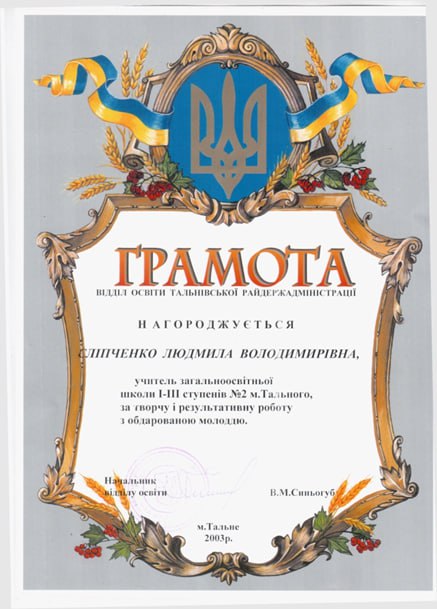 ГРАМОТА
ВІДДІЛ ОСВІТИ ТАЛЬНІВСЬКОЇ РАЙДЕРЖАДМІНІСТРАЦІЇ
НАГОРОДЖУЄТЬСЯ
СЛІПЧЕНКО ЛЮДМИЛА ВОЛОДИМИРІВНА,
учитель загальноосвітньої
школи І-ІІІ ступенів №2 м.Тального,
за творчу і результативну роботу
з обдарованою молоддю.
Начальник
відділу освіти В.М.Синьогуб
м.Тальне
2003р.